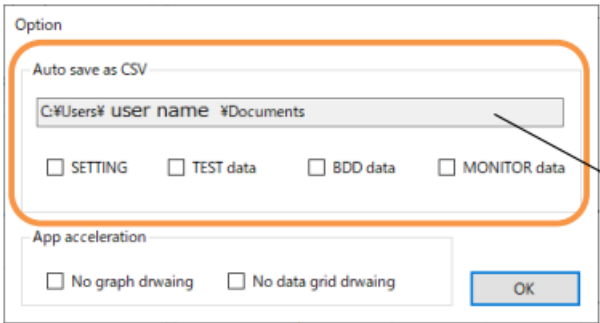 Option
Auto save as CSV
C:¥Users¥ user name ¥Documents
SETTING TEST data BDD data MONITOR data
App acceleration
No graph drwaing No data grid drwaing
OK